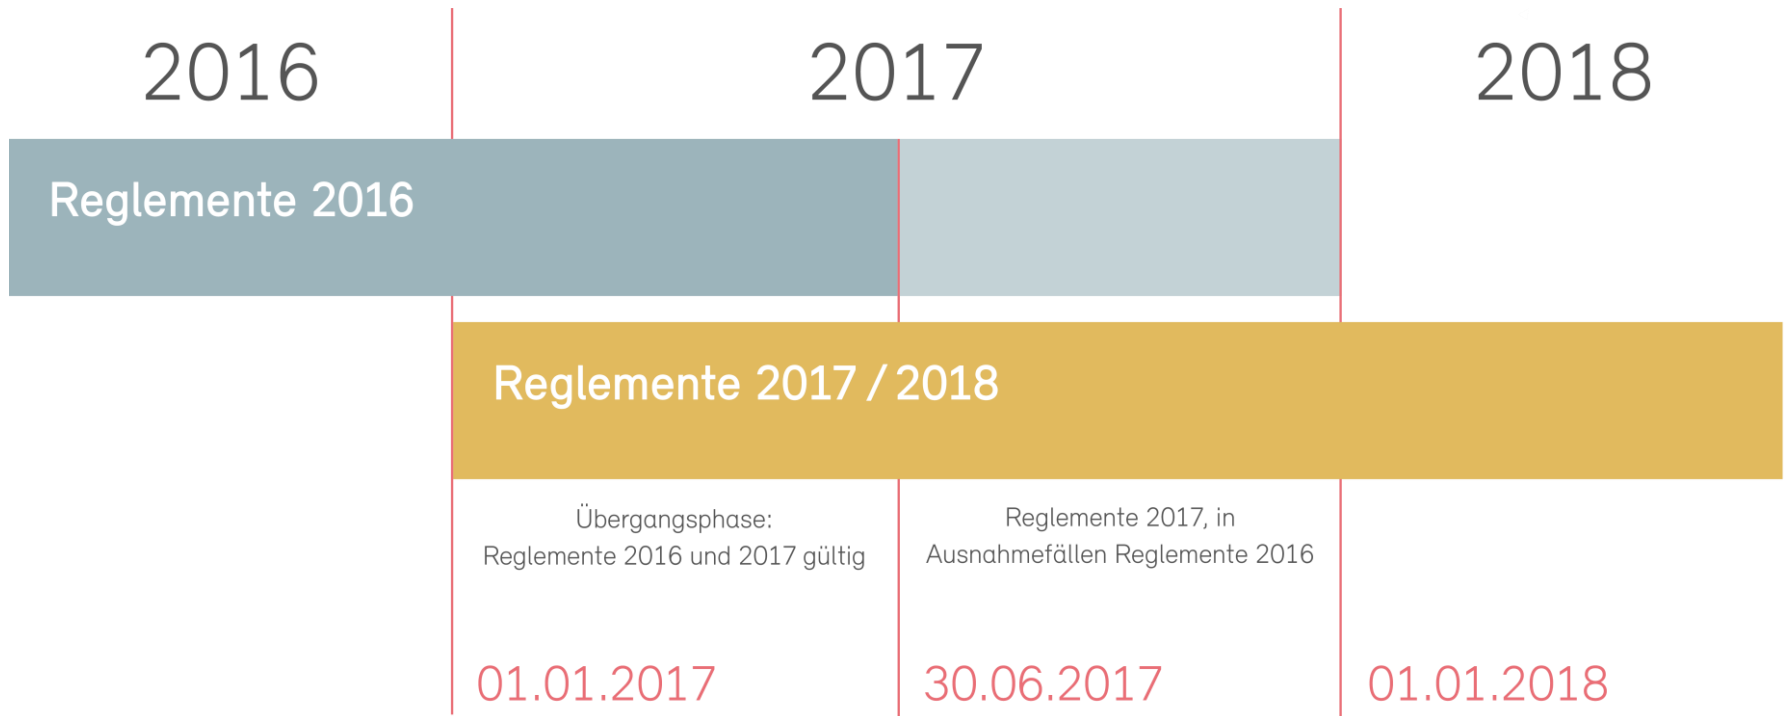 2016
2017
2018
Reglemente 2016
Reglemente 2017 / 2018
Übergangsphase:
Reglemente 2016 und 2017 gültig
Reglemente 2017, in
Ausnahmefällen Reglemente 2016
01.01.2017
30.06.2017
01.01.2018